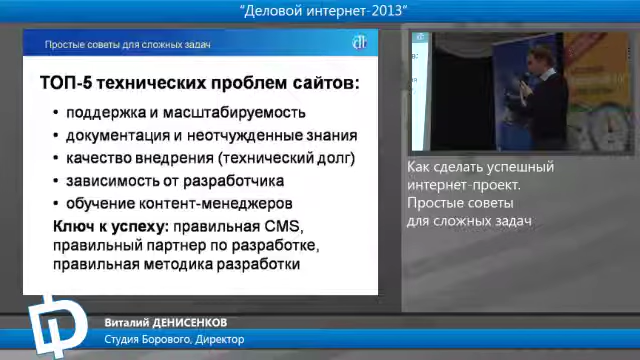 “Деловой интернет-2013”
Простые советы для сложных задач
ТОП-5 технических проблем сайтов:
• поддержка и масштабируемость
• документация и неотчужденные знания
• качество внедрения (технический долг)
• зависимость от разработчика
• обучение контент-менеджеров
Ключ к успеху: правильная CMS,
правильный партнер по разработке,
правильная методика разработки
Как сделать успешный
интернет-проект.
Простые советы
для сложных задач
Виталий ДЕНИСЕНКОВ
Студия Борового, Директор